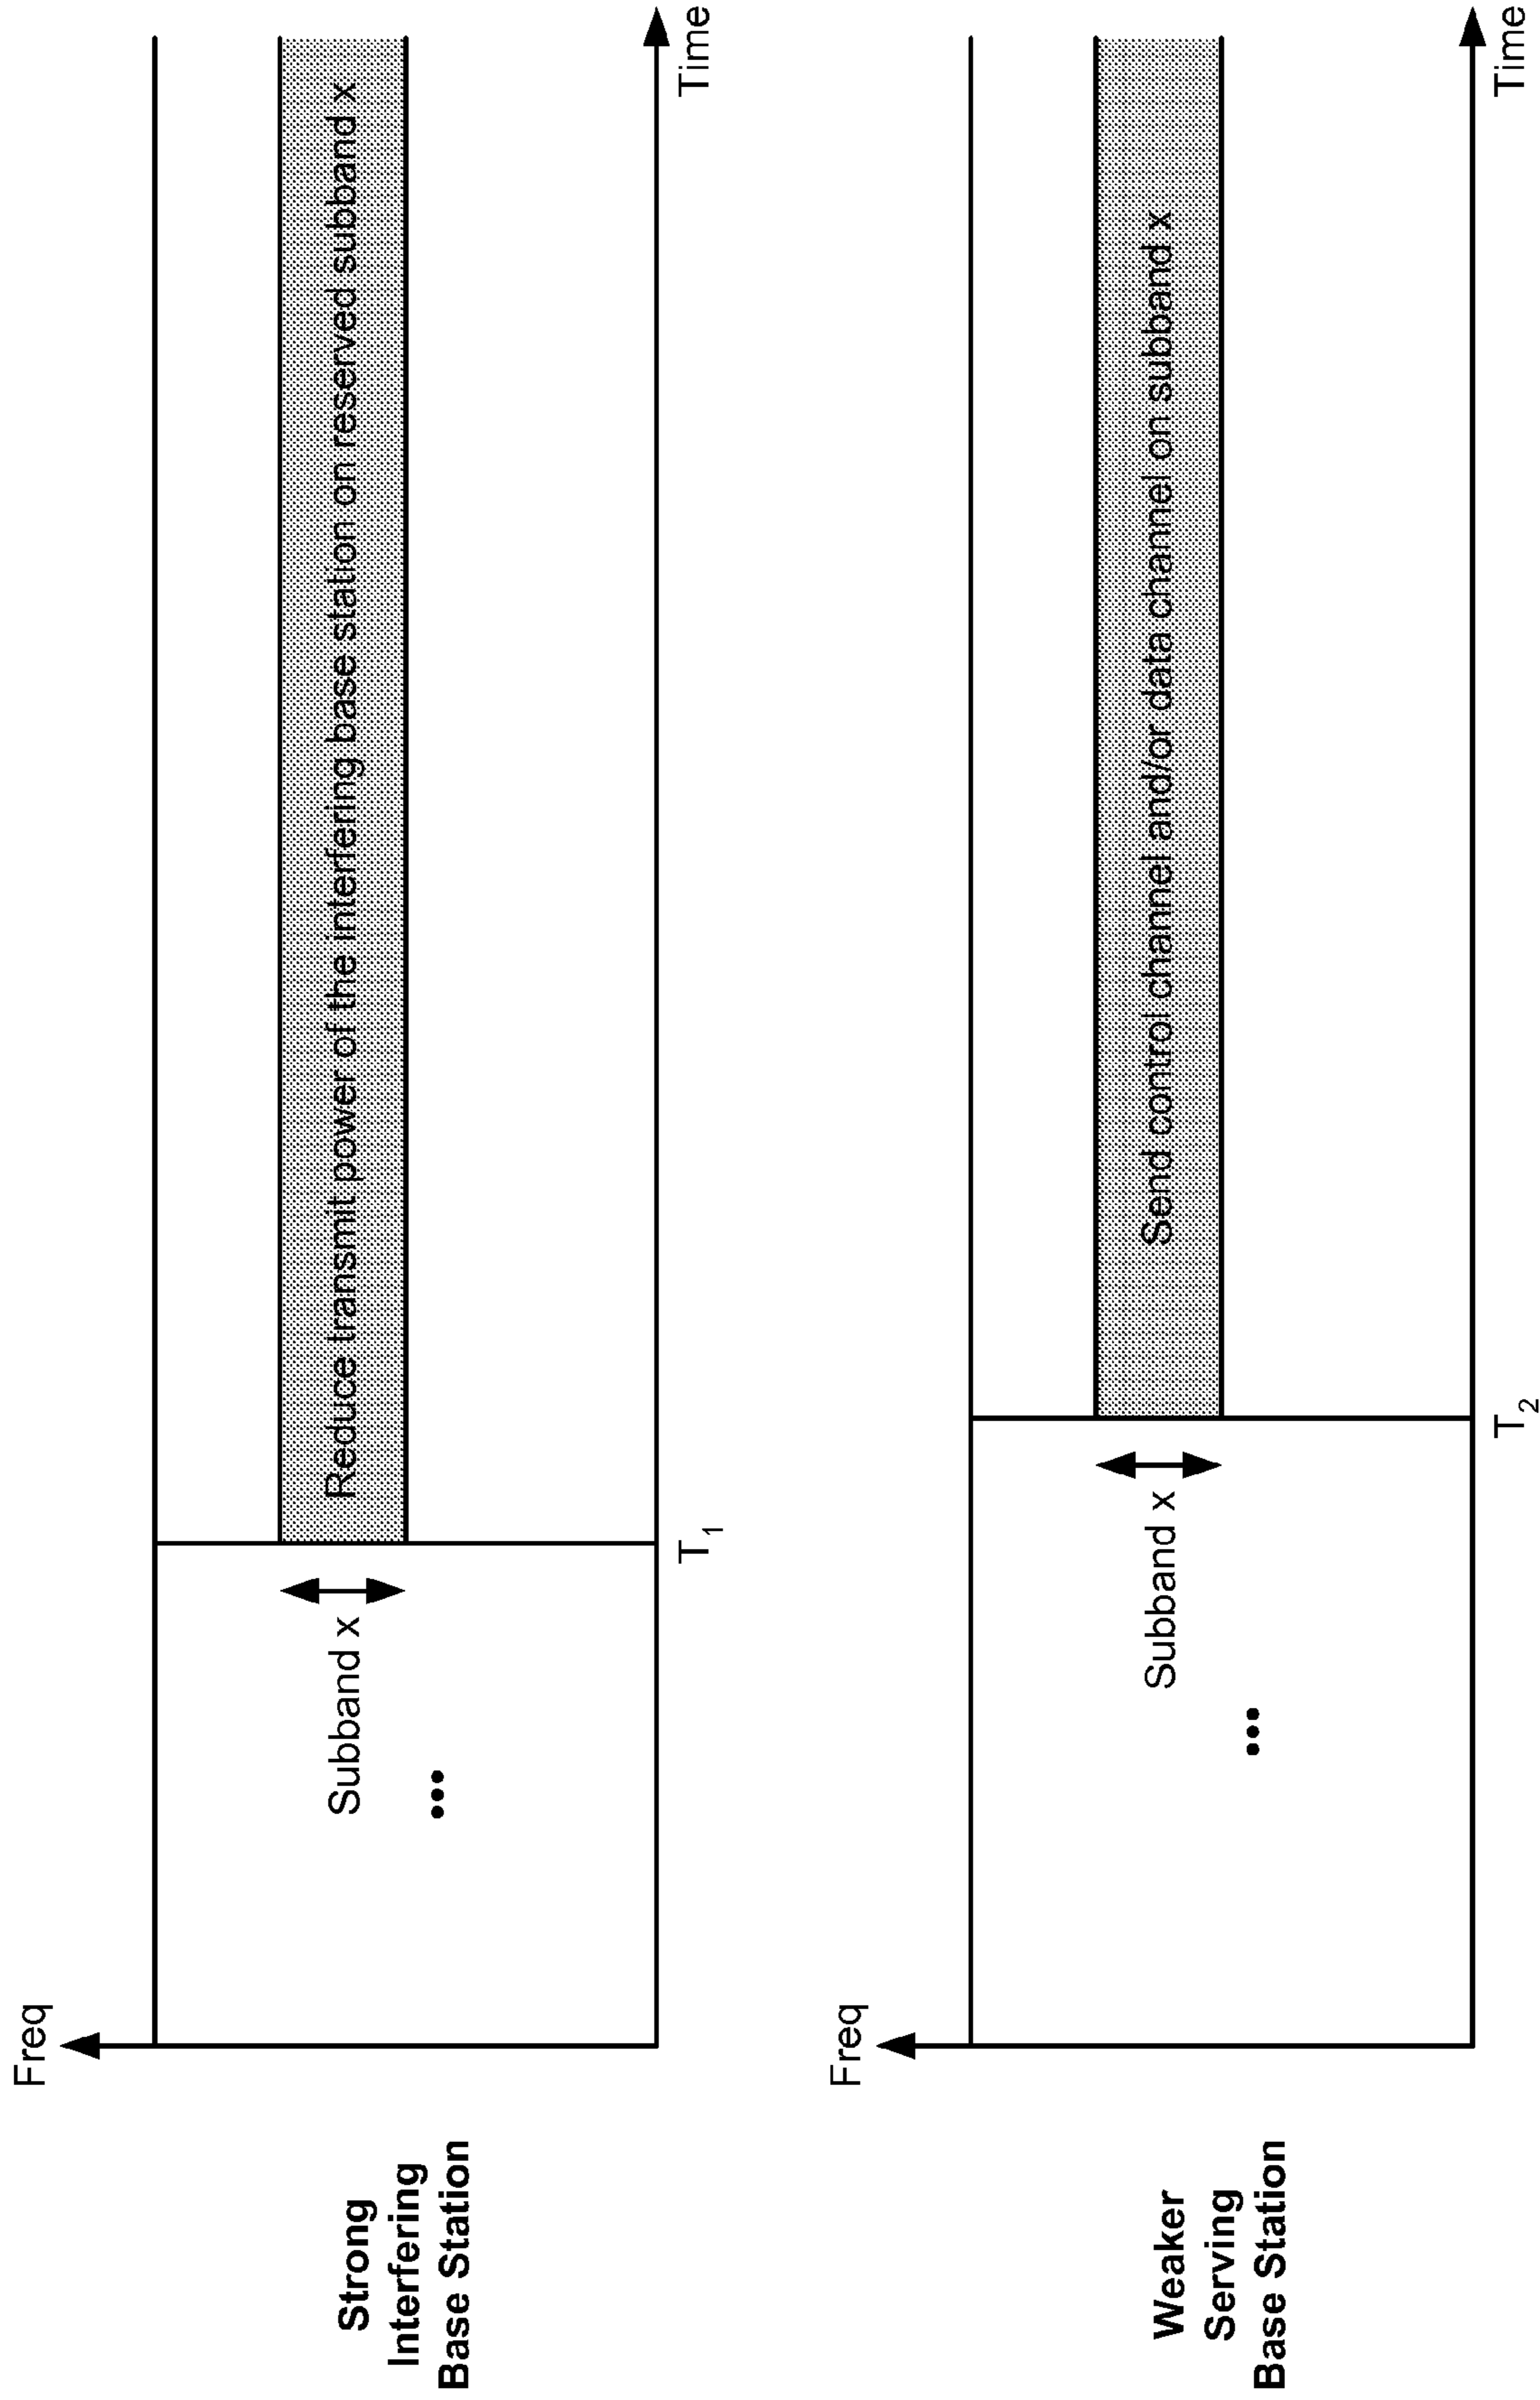 Freq
Strong
Interfering
Base Station
Subband x
Reduce transmit power of the interfering base station on reserved subband x
...
T1
Time
Freq
Weaker
Serving
Base Station
Subband x
Send control channel and/or data channel on subband x
...
T2
Time